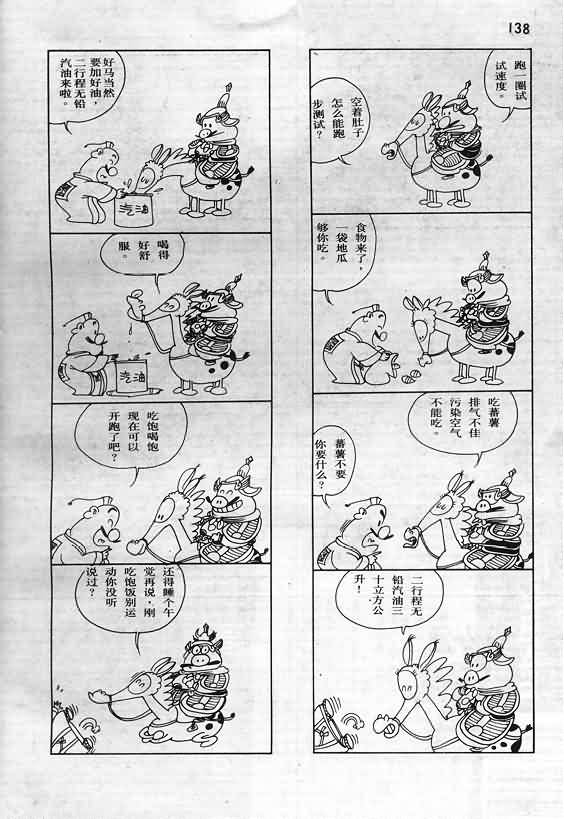 138
跑一圈试
试速度。
空着肚子
怎么能跑
步测试？
食物来了，
一袋地瓜
够你吃。
吃蕃薯
排气不佳
污染空气
不能吃。
蕃薯不要
你要什么？
二行程无
铅汽油三
十立方公
升！
好马当然
要加好油，
二行程无铅
汽油来啦。
汽油
喝得
好舒
服。
汽油
吃饱喝饱
现在可以
开跑了吧？
还得睡个午
觉再说，刚
吃饱饭别运
动你没听
说过？